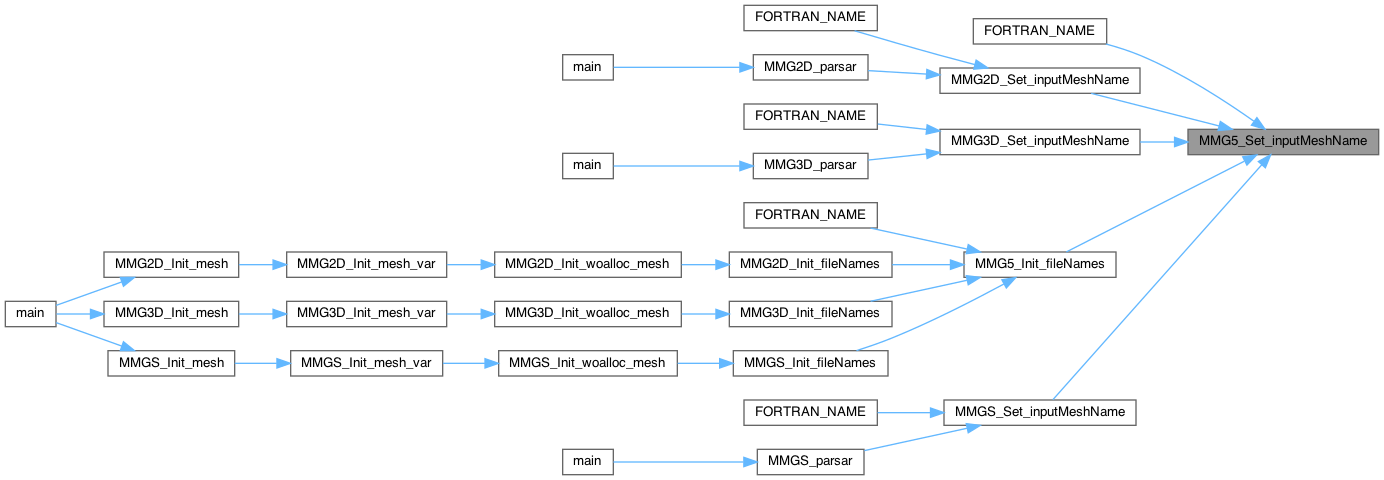 FORTRAN_NAME
FORTRAN_NAME
main
MMG2D_parsar
MMG2D_Set_inputMeshName
FORTRAN_NAME
MMG3D_Set_inputMeshName
MMG5_Set_inputMeshName
main
MMG3D_parsar
FORTRAN_NAME
MMG2D_Init_mesh
MMG2D_Init_mesh_var
MMG2D_Init_woalloc_mesh
MMG2D_Init_fileNames
MMG5_Init_fileNames
main
MMG3D_Init_mesh
MMG3D_Init_mesh_var
MMG3D_Init_woalloc_mesh
MMG3D_Init_fileNames
MMGS_Init_mesh
MMGS_Init_mesh_var
MMGS_Init_woalloc_mesh
MMGS_Init_fileNames
FORTRAN_NAME
MMGS_Set_inputMeshName
main
MMGS_parsar